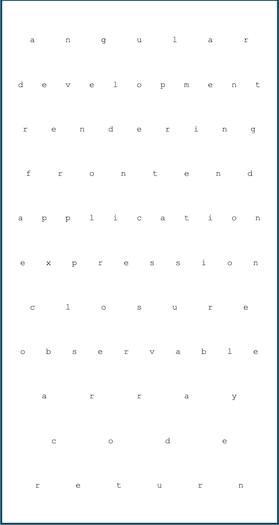 a n g u l a r
d e v e l o p m e n t
r e n d e r i n g
f r o n t e n d
a p p l i c a t i o n
e x p r e s s i o n
c l o s u r e
o b s e r v a b l e
a r r a y
c o d e
r e t u r n